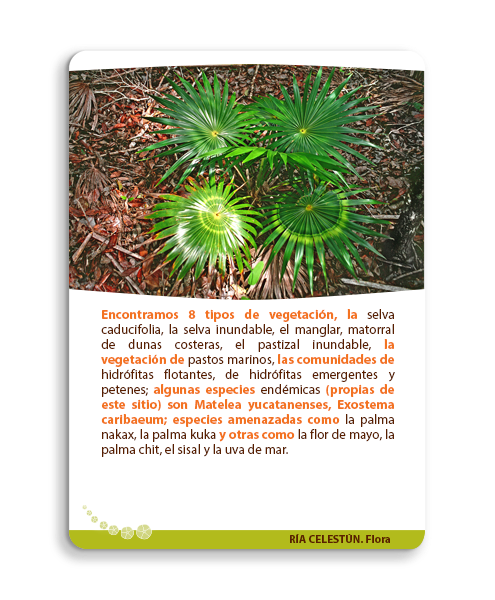 Encontramos 8 tipos de vegetación, la selva
caducifolia, la selva inundable, el manglar, matorral
de dunas costeras, el pastizal inundable, la
vegetación de pastos marinos, las comunidades de
hidrófitas flotantes, de hidrófitas emergentes y
petenes; algunas especies endémicas (propias de
este sitio) son Matelea yucatanenses, Exostema
caribaeum; especies amenazadas como la palma
nakax, la palma kuka y otras como la flor de mayo, la
palma chit, el sisal y la uva de mar.
RÍA CELESTÚN. Flora